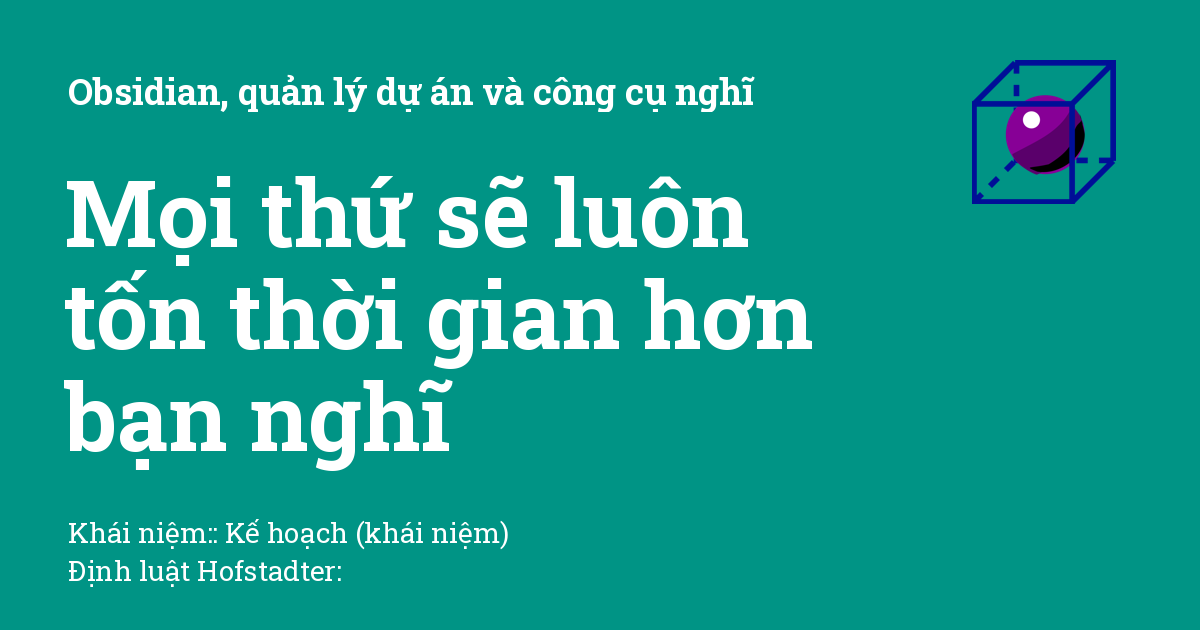 Obsidian, quản lý dự án và công cụ nghĩ
Mọi thứ sẽ luôn
tốn thời gian hơn
bạn nghĩ
Khái niệm:: Kế hoạch (khái niệm)
Định luật Hofstadter: